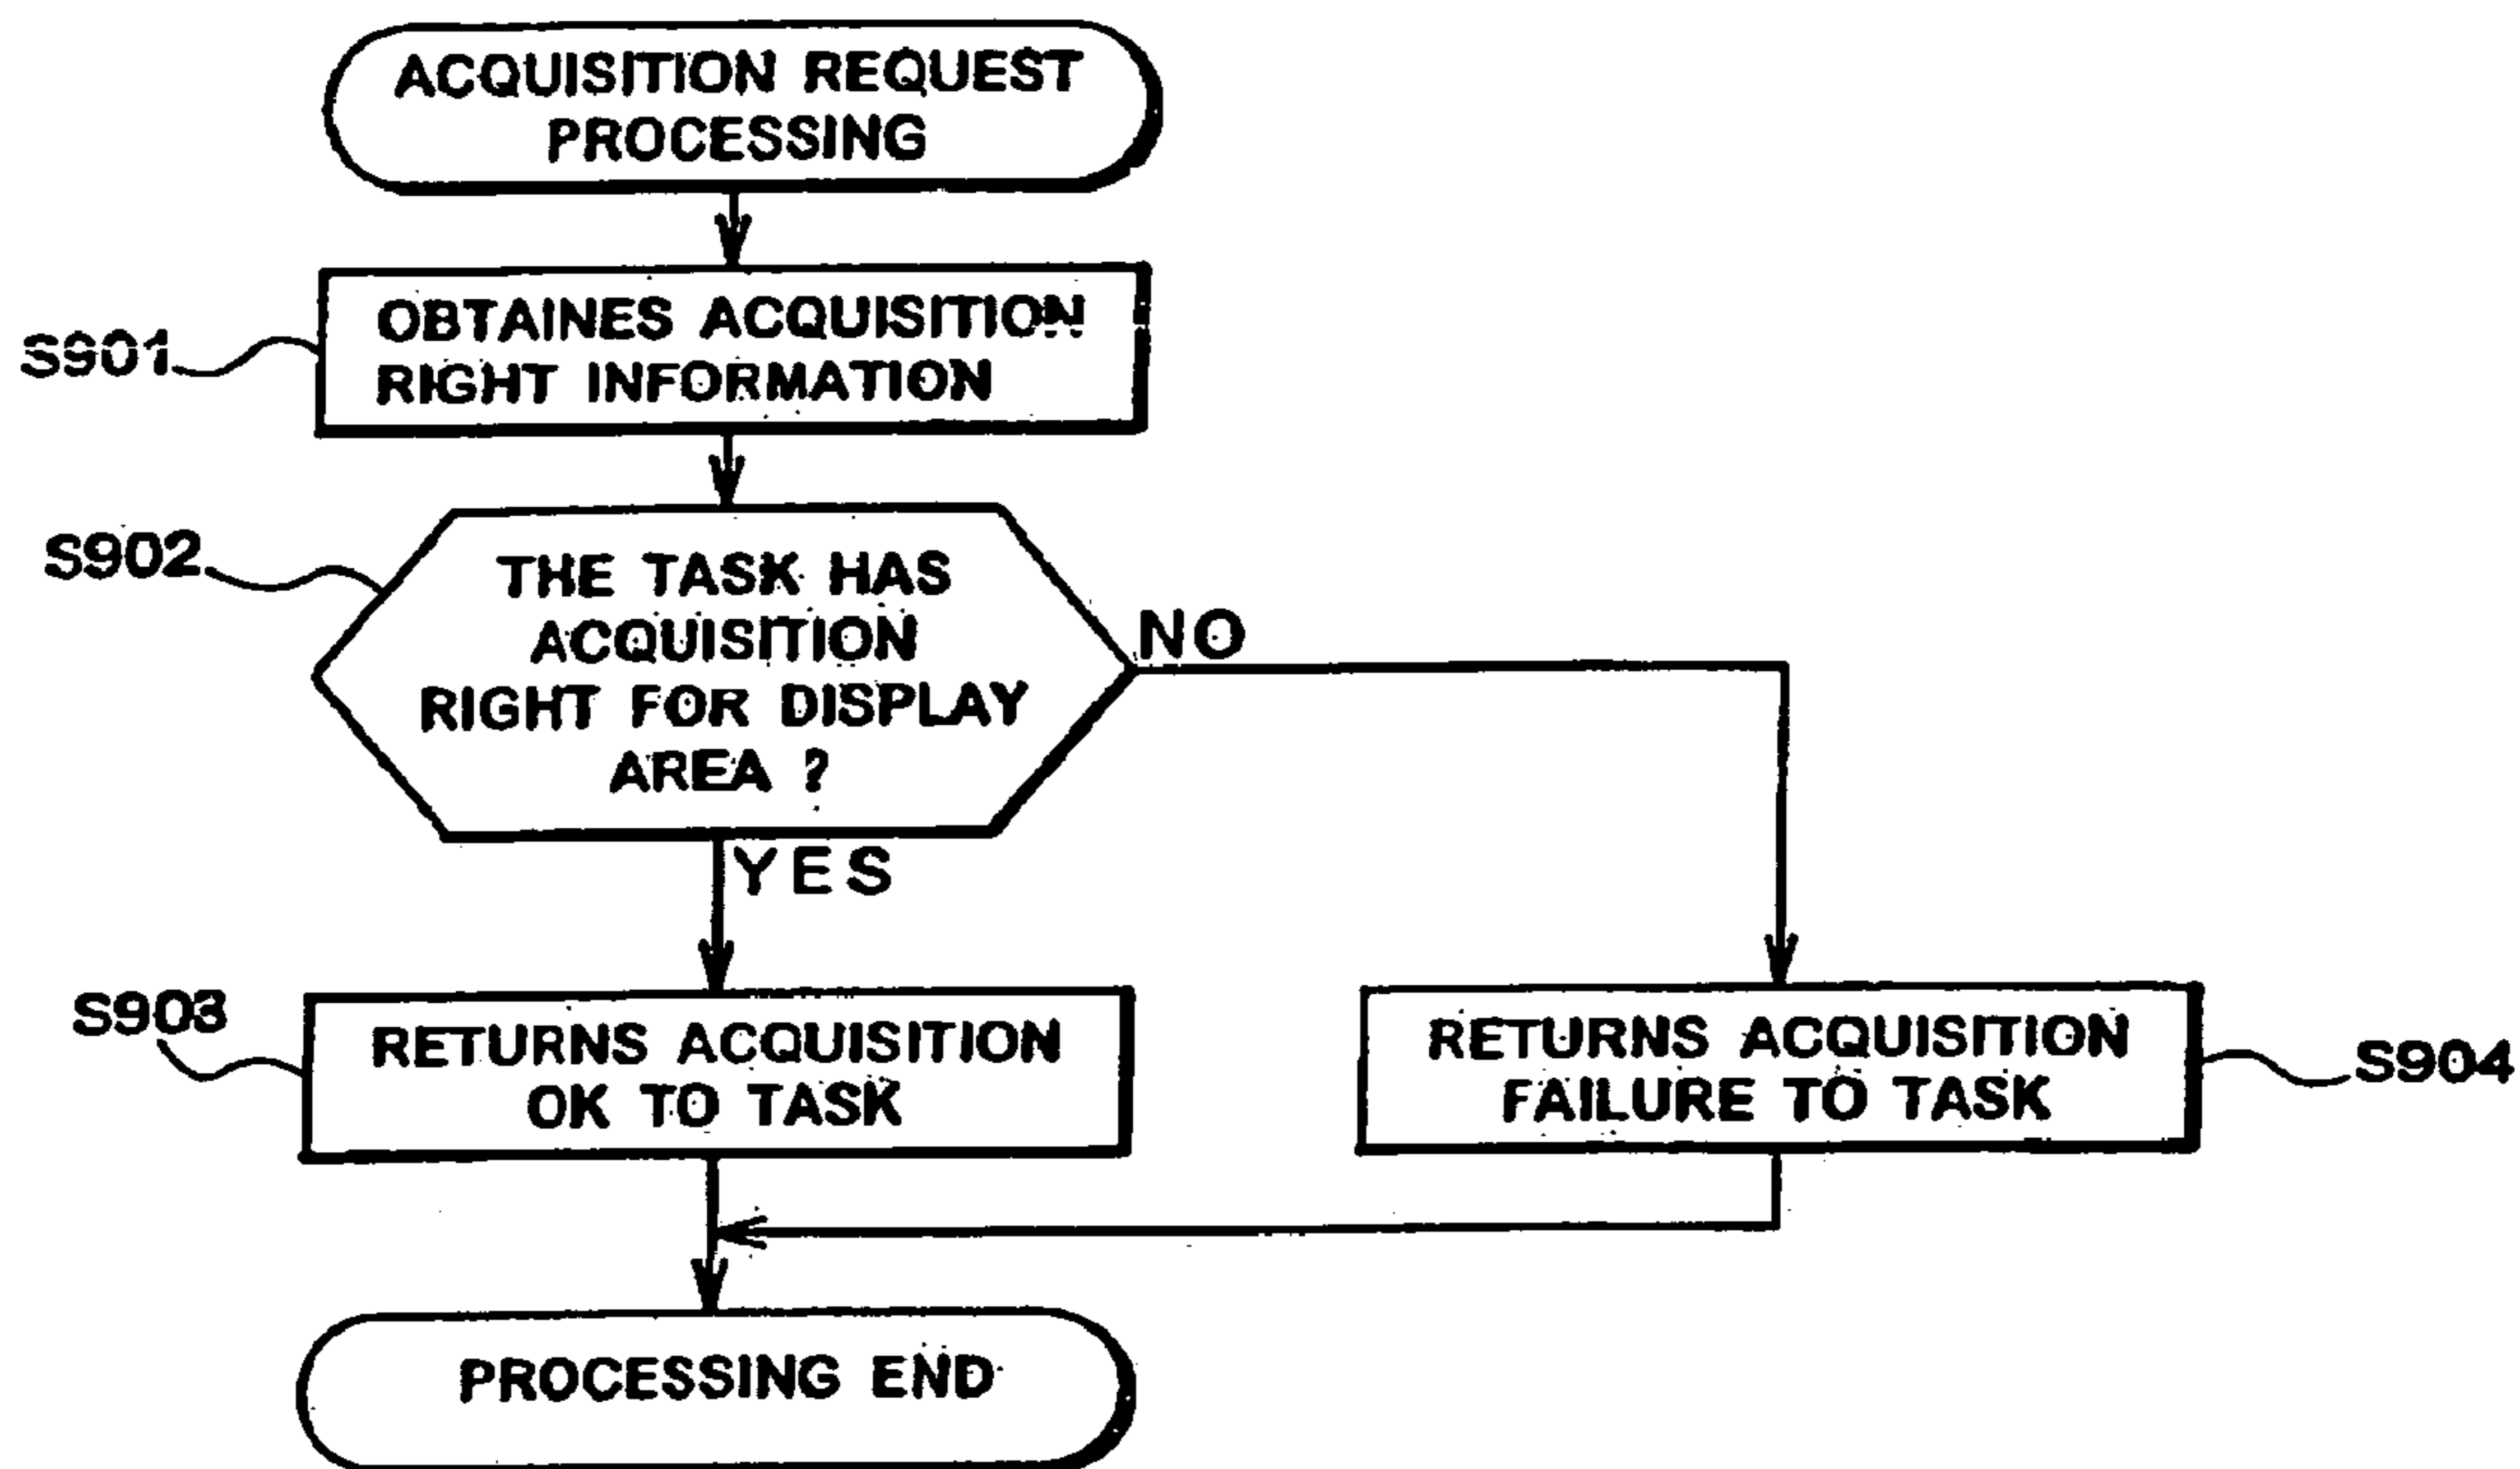 ACQUISITION REQUEST
PROCESSING
S901
OBTAINES ACQUISITION
RIGHT INFORMATION
S902
THE TASK HAS
ACQUISITION
RIGHT FOR DISPLAY
AREA ?
NO
YES
S903
RETURNS ACQUISITION
OK TO TASK
RETURNS ACQUISITION
FAILURE TO TASK
S904
PROCESSING END